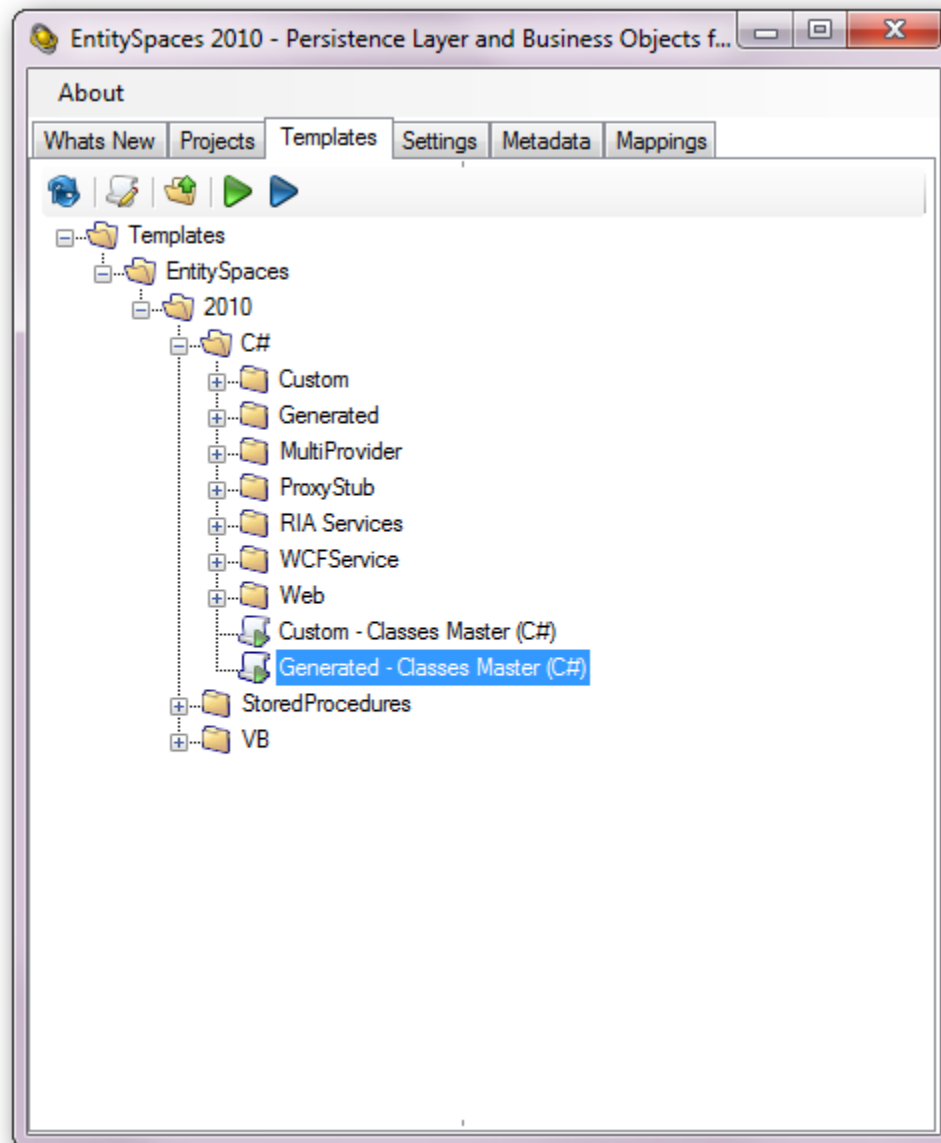 EntitySpaces 2010 - Persistence Layer and Business Objects f...
About
Whats New Projects Templates Settings Metadata Mappings
Templates
EntitySpaces
2010
C#
Custom
Generated
MultiProvider
ProxyStub
RIA Services
WCFService
Web
Custom - Classes Master (C#)
Generated - Classes Master (C#)
StoredProcedures
VB